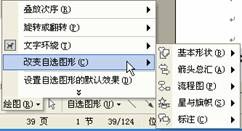 叠放次序(R)
旋转或翻转(P)
文字环绕(T)
改变自选图形(C)
设置自选图形的默认效果(D)
基本形状(B)
箭头总汇(A)
流程图(F)
星与旗帜(S)
标注(C)
绘图(R)
自选图形(U)
39 页
1 节
39/124